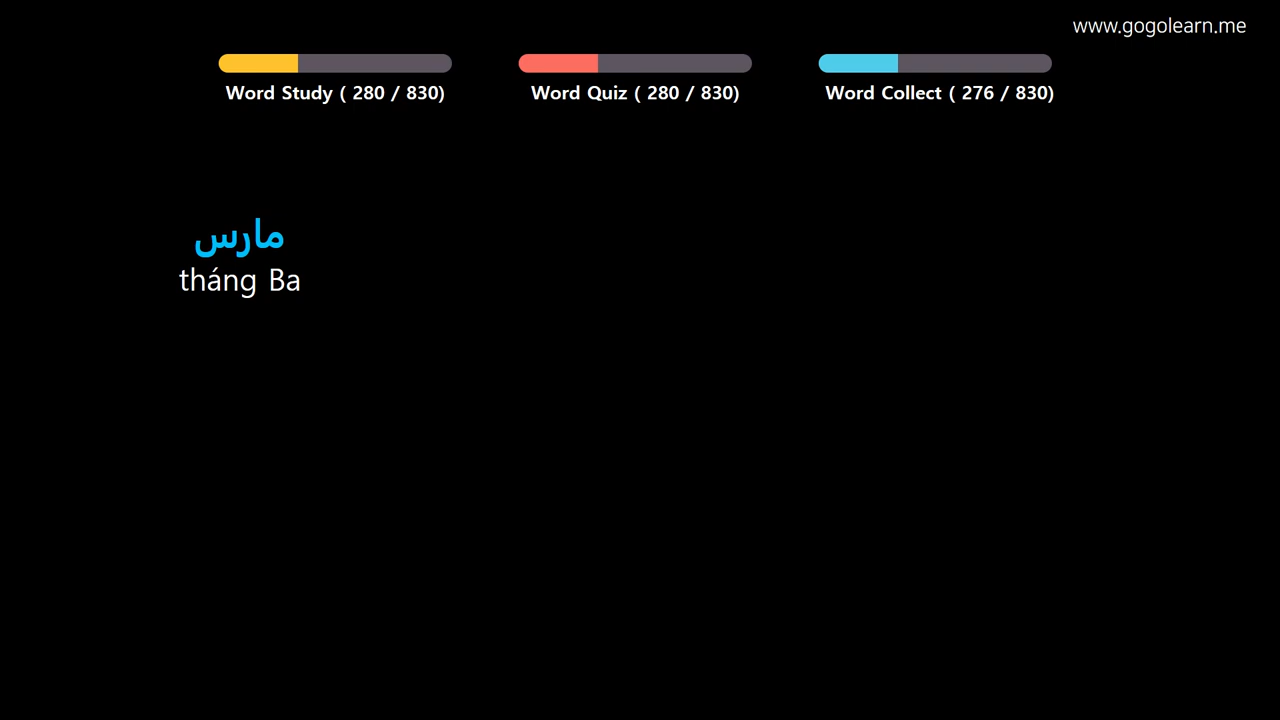 www.gogolearn.me
Word Study ( 280 / 830)
Word Quiz ( 280 / 830)
Word Collect ( 276 / 830)
مارس
tháng Ba